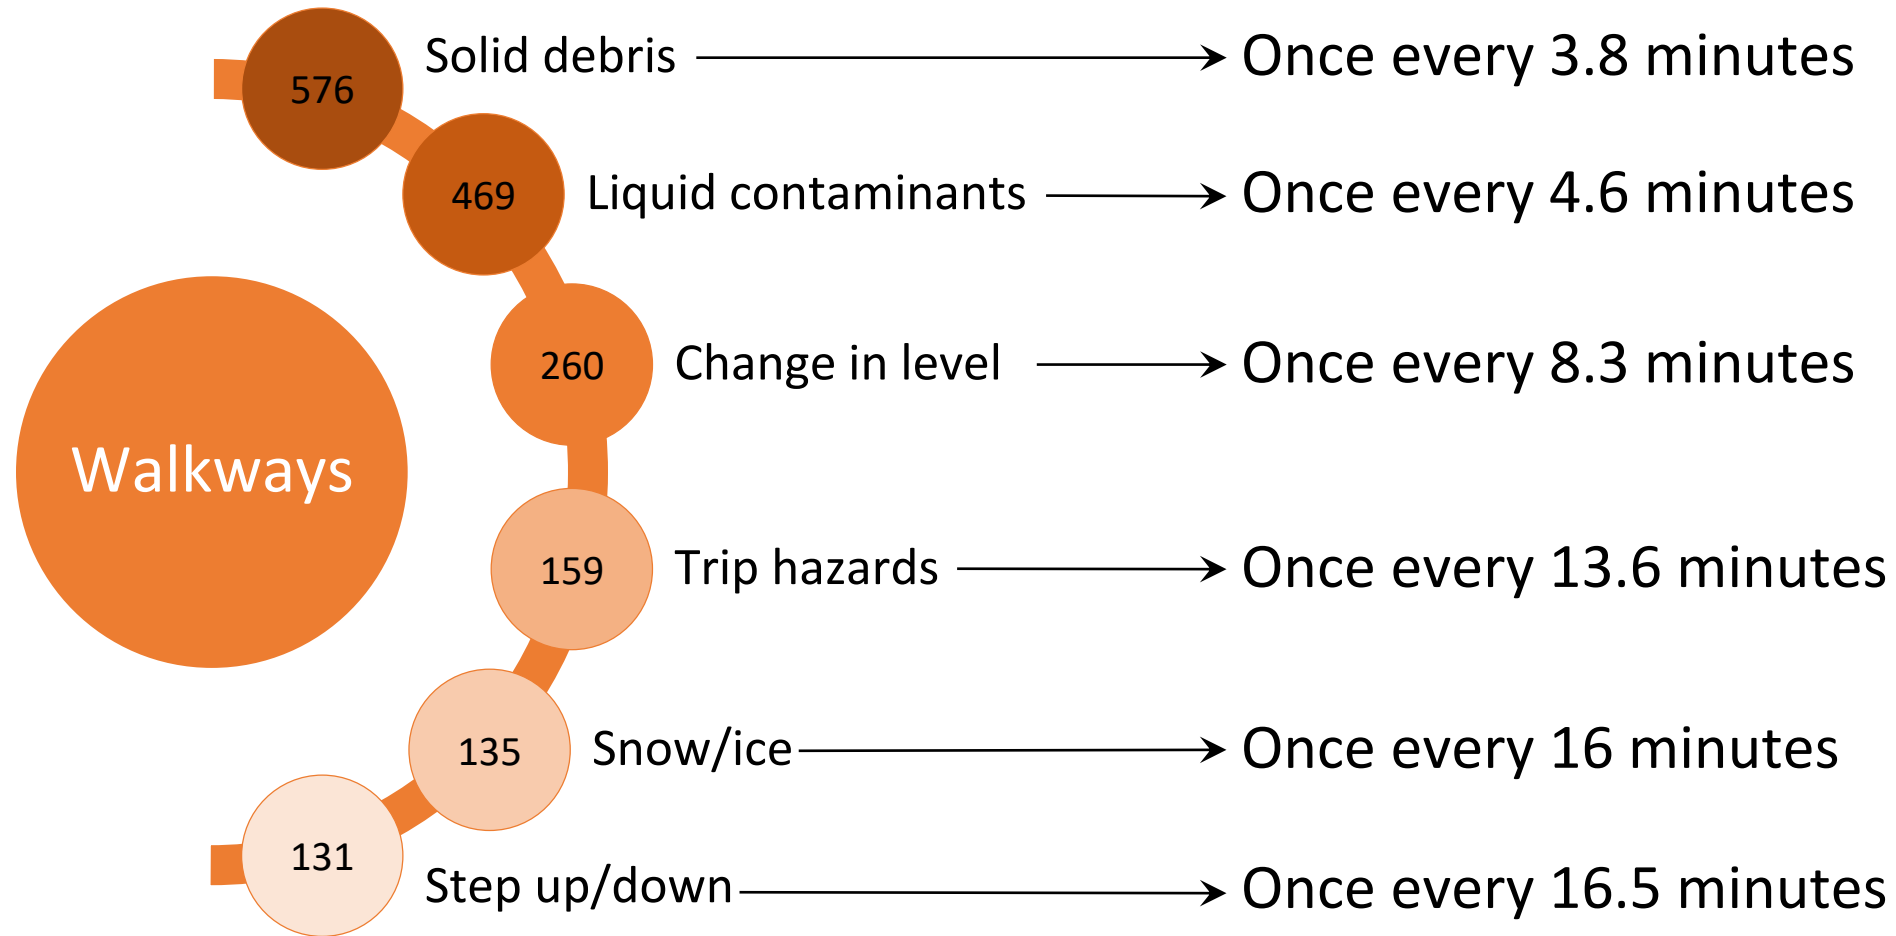 576 Solid debris Once every 3.8 minutes
469 Liquid contaminants Once every 4.6 minutes
260 Change in level Once every 8.3 minutes
Walkways
159 Trip hazards Once every 13.6 minutes
135 Snow/ice Once every 16 minutes
131 Step up/down Once every 16.5 minutes